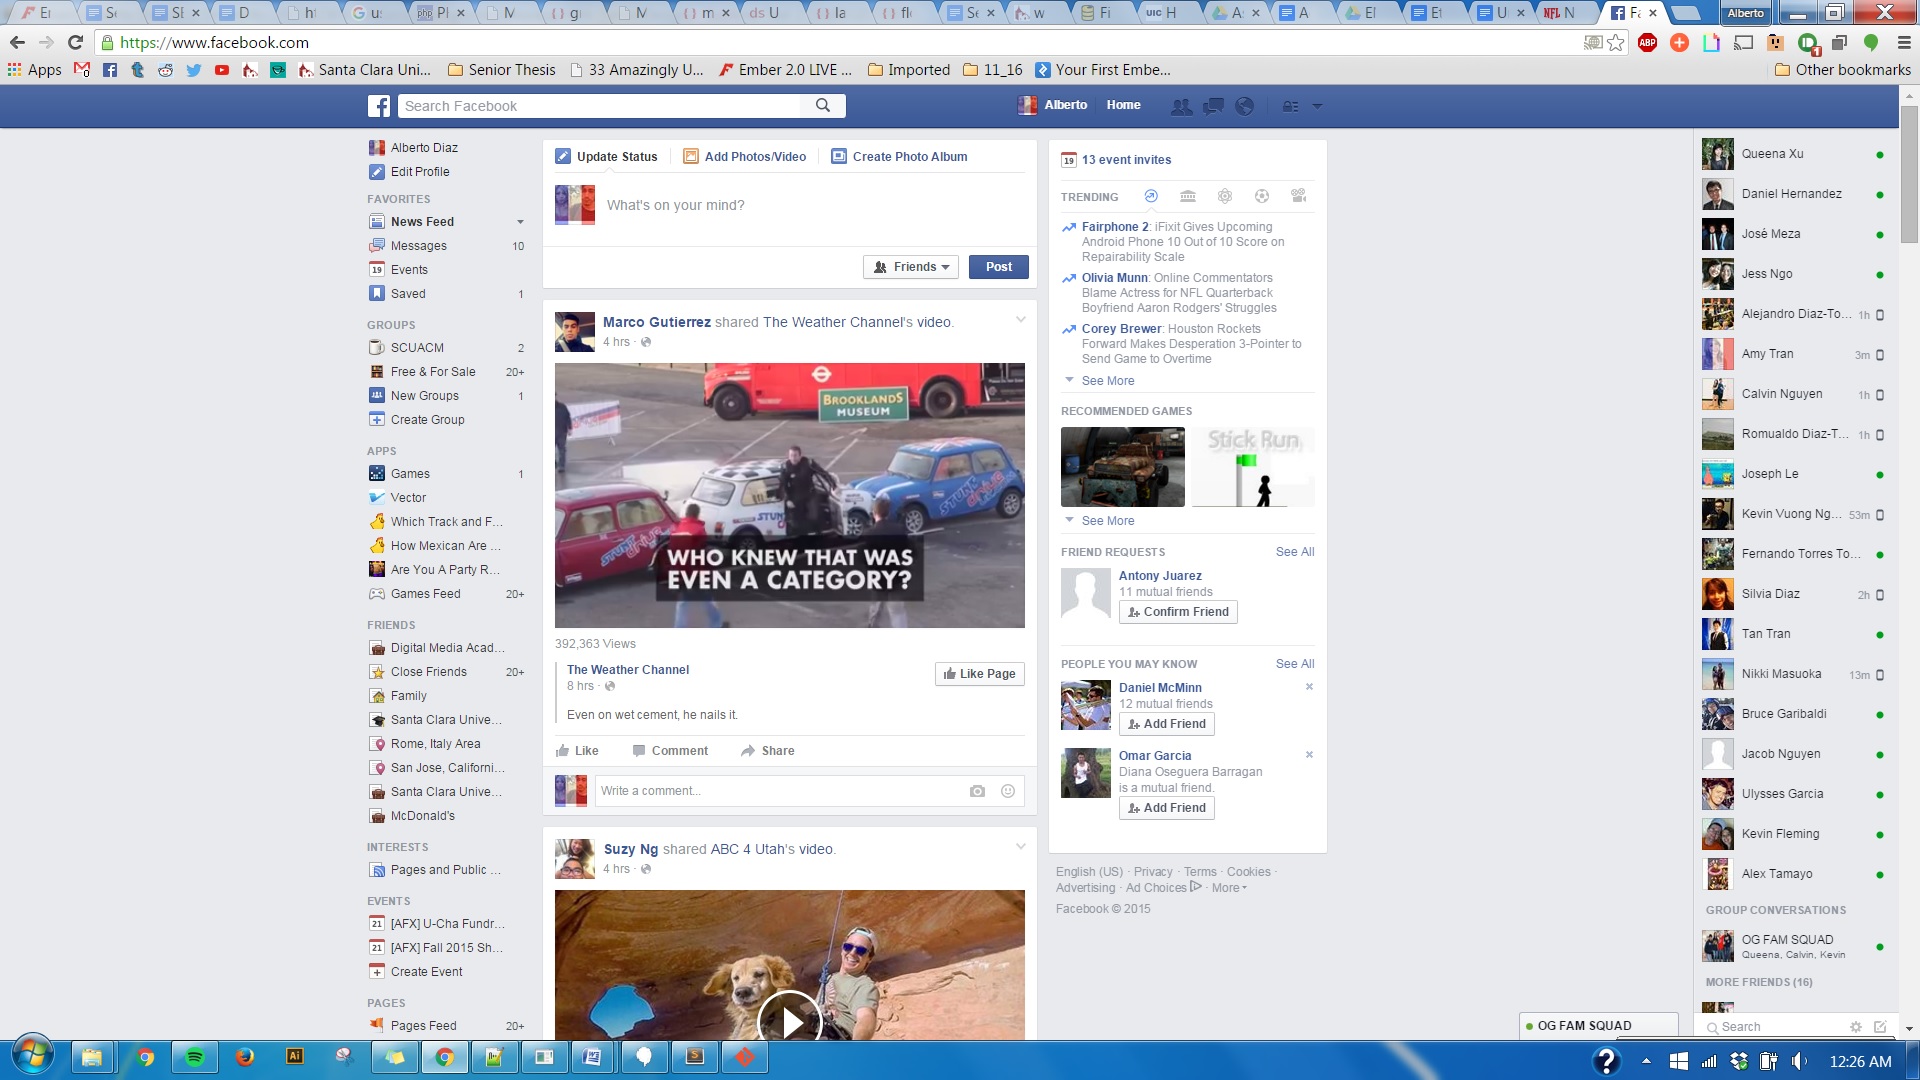 Alberto
https://www.facebook.com
Apps
Santa Clara Uni...
Senior Thesis
33 Amazingly U...
Ember 2.0 LIVE ...
Imported
11_16
Your First Embe...
Other bookmarks
Search Facebook
Alberto
Home
Alberto Diaz
Edit Profile
FAVORITES
News Feed
Messages 10
Events
Saved 1
GROUPS
SCUACM 2
Free & For Sale 20+
New Groups 1
Create Group
APPS
Games 1
Vector
Which Track and F...
How Mexican Are ...
Are You A Party R...
Games Feed 20+
FRIENDS
Digital Media Acad...
Close Friends 20+
Family
Santa Clara Unive...
Rome, Italy Area
San Jose, Californi...
Santa Clara Unive...
McDonald's
INTERESTS
Pages and Public ...
EVENTS
[AFX] U-Cha Fundr...
[AFX] Fall 2015 Sh...
Create Event
PAGES
Pages Feed 20+
Update Status
Add Photos/Video
Create Photo Album
What's on your mind?
Friends
Post
Marco Gutierrez shared The Weather Channel's video.
4 hrs ·
BROOKLANDS
MUSEUM
WHO KNEW THAT WAS
EVEN A CATEGORY?
392,363 Views
The Weather Channel
8 hrs ·
Like Page
Even on wet cement, he nails it.
Like
Comment
Share
Write a comment...
Suzy Ng shared ABC 4 Utah's video.
4 hrs ·
13 event invites
TRENDING
Fairphone 2: iFixit Gives Upcoming
Android Phone 10 Out of 10 Score on
Repairability Scale
Olivia Munn: Online Commentators
Blame Actress for NFL Quarterback
Boyfriend Aaron Rodgers' Struggles
Corey Brewer: Houston Rockets
Forward Makes Desperation 3-Pointer to
Send Game to Overtime
See More
RECOMMENDED GAMES
Stick Run
See More
FRIEND REQUESTS
See All
Antony Juarez
11 mutual friends
Confirm Friend
PEOPLE YOU MAY KNOW
See All
Daniel McMinn
12 mutual friends
Add Friend
Omar Garcia
Diana Oseguera Barragan
is a mutual friend.
Add Friend
English (US) · Privacy · Terms · Cookies ·
Advertising · Ad Choices · More
Facebook © 2015
Queena Xu
Daniel Hernandez
José Meza
Jess Ngo
Alejandro Diaz-To... 1h
Amy Tran 3m
Calvin Nguyen 1h
Romualdo Diaz-T... 1h
Joseph Le
Kevin Vuong Ng... 53m
Fernando Torres To...
Silvia Diaz 2h
Tan Tran
Nikki Masuoka 13m
Bruce Garibaldi
Jacob Nguyen
Ulysses Garcia
Kevin Fleming
Alex Tamayo
GROUP CONVERSATIONS
OG FAM SQUAD
Queena, Calvin, Kevin
MORE FRIENDS (16)
Search
OG FAM SQUAD
12:26 AM